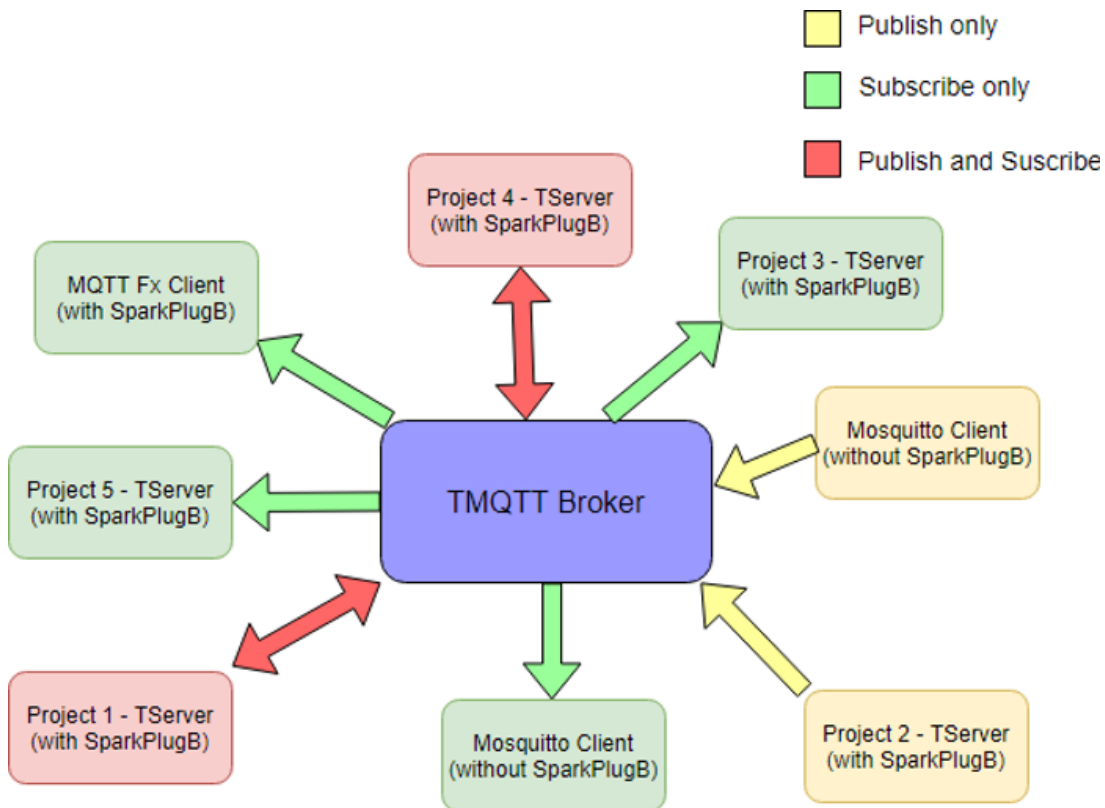 Publish only
Subscribe only
Publish and Suscribe
Project 4 - TServer
(with SparkPlugB)
Project 3 - TServer
(with SparkPlugB)
MQTT Fx Client
(with SparkPlugB)
Mosquitto Client
(without SparkPlugB)
Project 5 - TServer
(with SparkPlugB)
TMQTT Broker
Project 1 - TServer
(with SparkPlugB)
Mosquitto Client
(without SparkPlugB)
Project 2 - TServer
(with SparkPlugB)